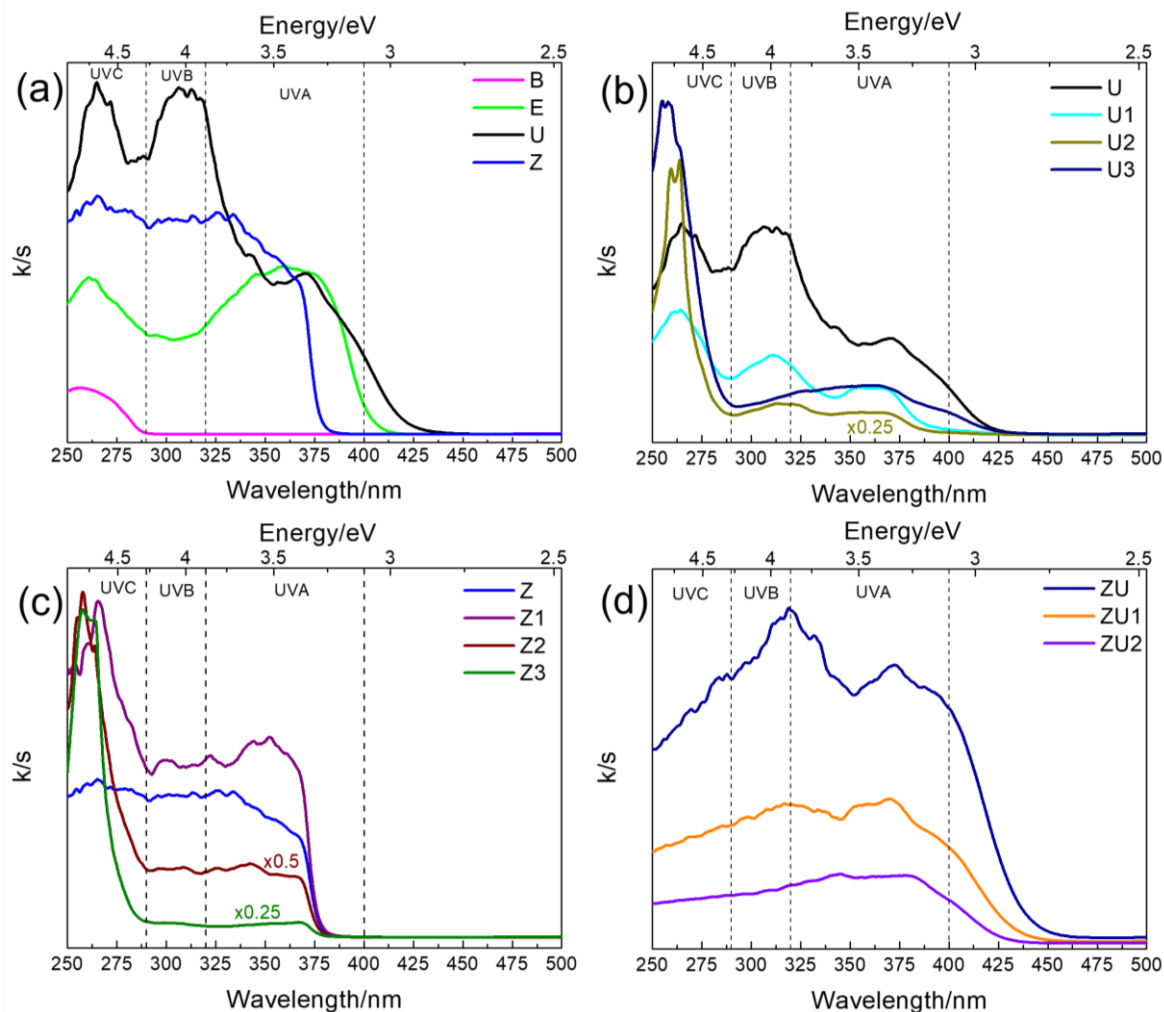 Energy/eV
4.5 4 3.5 3 2.5
(a)
UVC UVB UVA
B
E
U
Z
k/s
250 275 300 325 350 375 400 425 450 475 500
Wavelength/nm
Energy/eV
4.5 4 3.5 3 2.5
(b)
UVC UVB UVA
U
U1
U2
U3
x0.25
k/s
250 275 300 325 350 375 400 425 450 475 500
Wavelength/nm
Energy/eV
4.5 4 3.5 3 2.5
(c)
UVC UVB UVA
Z
Z1
Z2
Z3
x0.5
x0.25
k/s
250 275 300 325 350 375 400 425 450 475 500
Wavelength/nm
Energy/eV
4.5 4 3.5 3 2.5
(d)
UVC UVB UVA
ZU
ZU1
ZU2
k/s
250 275 300 325 350 375 400 425 450 475 500
Wavelength/nm